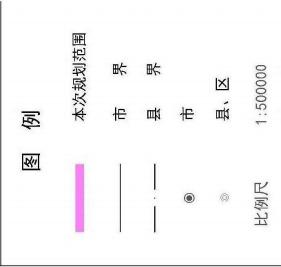 图 例
本次规划范围
市 界
县 界
市
县、区
比例尺 1:500000